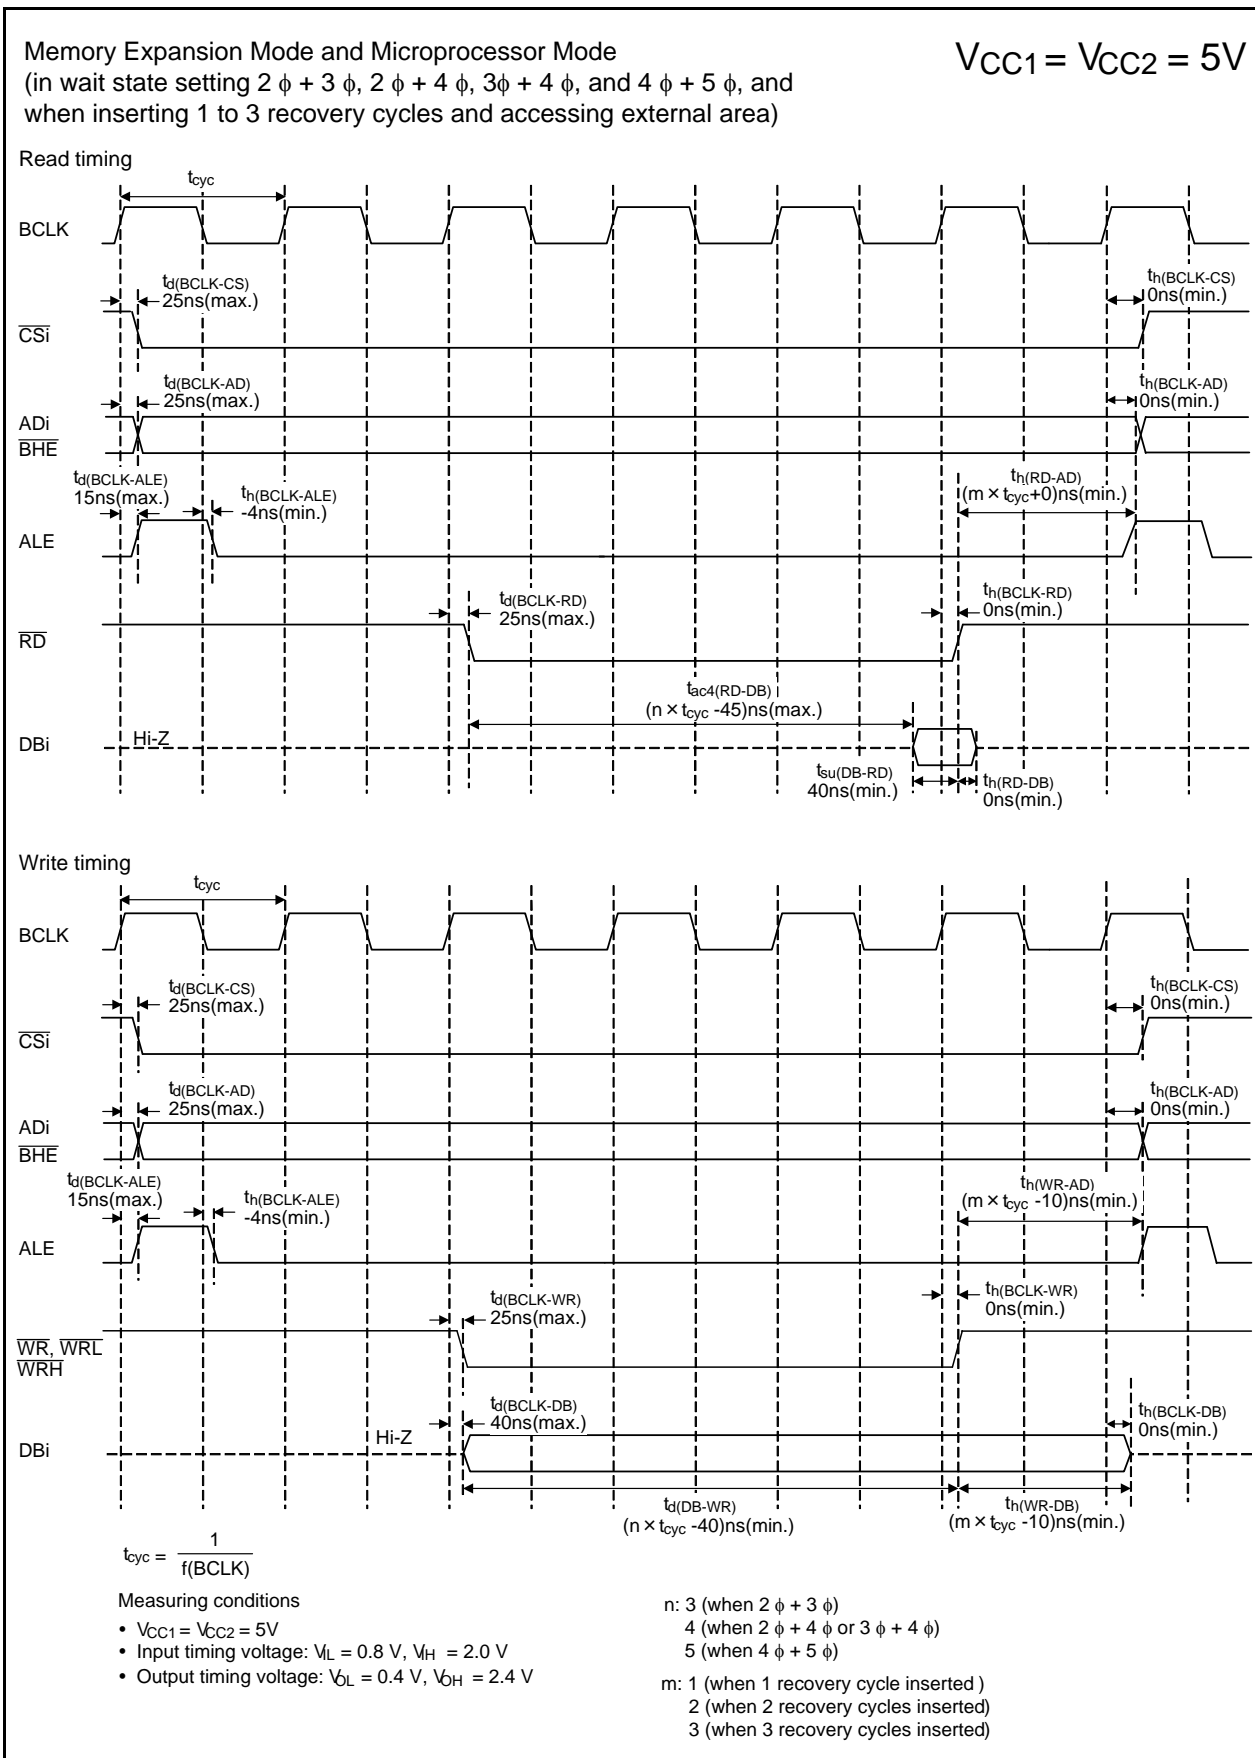 Memory Expansion Mode and Microprocessor Mode
(in wait state setting 2 ϕ + 3 ϕ, 2 ϕ + 4 ϕ, 3ϕ + 4 ϕ, and 4 ϕ + 5 ϕ, and
when inserting 1 to 3 recovery cycles and accessing external area)
VCC1 = VCC2 = 5V
Read timing
tcyc
BCLK
td(BCLK-CS)
25ns(max.)
th(BCLK-CS)
0ns(min.)
CSi
td(BCLK-AD)
25ns(max.)
th(BCLK-AD)
0ns(min.)
ADi
BHE
td(BCLK-ALE)
15ns(max.)
th(BCLK-ALE)
-4ns(min.)
th(RD-AD)
(m × tcyc+0)ns(min.)
ALE
td(BCLK-RD)
25ns(max.)
th(BCLK-RD)
0ns(min.)
RD
tac4(RD-DB)
(n × tcyc -45)ns(max.)
DBi
Hi-Z
tsu(DB-RD)
40ns(min.)
th(RD-DB)
0ns(min.)
Write timing
tcyc
BCLK
td(BCLK-CS)
25ns(max.)
th(BCLK-CS)
0ns(min.)
CSi
td(BCLK-AD)
25ns(max.)
th(BCLK-AD)
0ns(min.)
ADi
BHE
td(BCLK-ALE)
15ns(max.)
th(BCLK-ALE)
-4ns(min.)
th(WR-AD)
(m × tcyc -10)ns(min.)
ALE
td(BCLK-WR)
25ns(max.)
th(BCLK-WR)
0ns(min.)
WR, WRL
WRH
td(BCLK-DB)
40ns(max.)
th(BCLK-DB)
0ns(min.)
Hi-Z
DBi
td(DB-WR)
(n × tcyc -40)ns(min.)
th(WR-DB)
(m × tcyc -10)ns(min.)
tcyc = 1
f(BCLK)
Measuring conditions
• VCC1 = VCC2 = 5V
• Input timing voltage: VIL = 0.8 V, VIH = 2.0 V
• Output timing voltage: VOL = 0.4 V, VOH = 2.4 V
n: 3 (when 2 ϕ + 3 ϕ)
4 (when 2 ϕ + 4 ϕ or 3 ϕ + 4 ϕ)
5 (when 4 ϕ + 5 ϕ)
m: 1 (when 1 recovery cycle inserted )
2 (when 2 recovery cycles inserted)
3 (when 3 recovery cycles inserted)